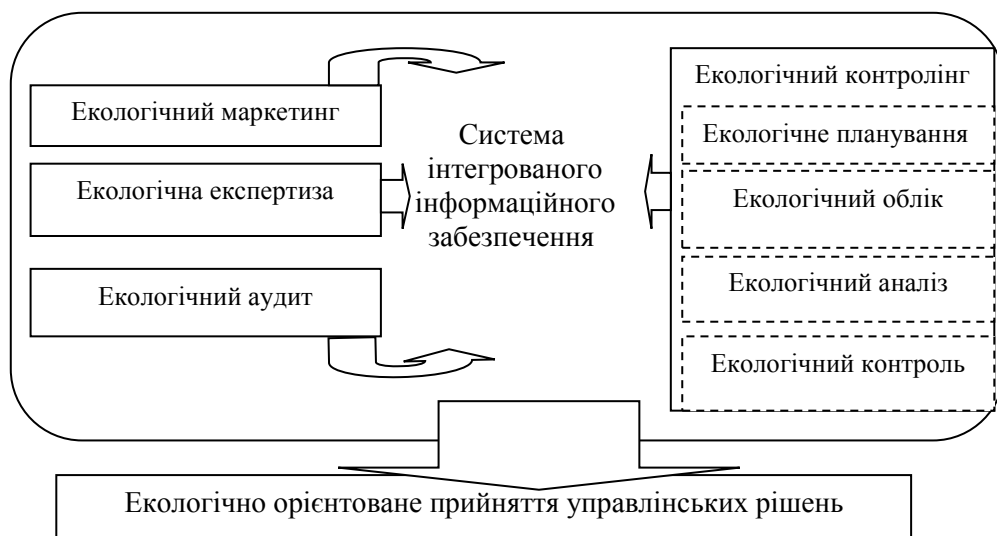 Екологічний маркетинг
Екологічна експертиза
Екологічний аудит
Система
інтегрованого
інформаційного
забезпечення
Екологічний контролінг
Екологічне планування
Екологічний облік
Екологічний аналіз
Екологічний контроль
Екологічно орієнтоване прийняття управлінських рішень